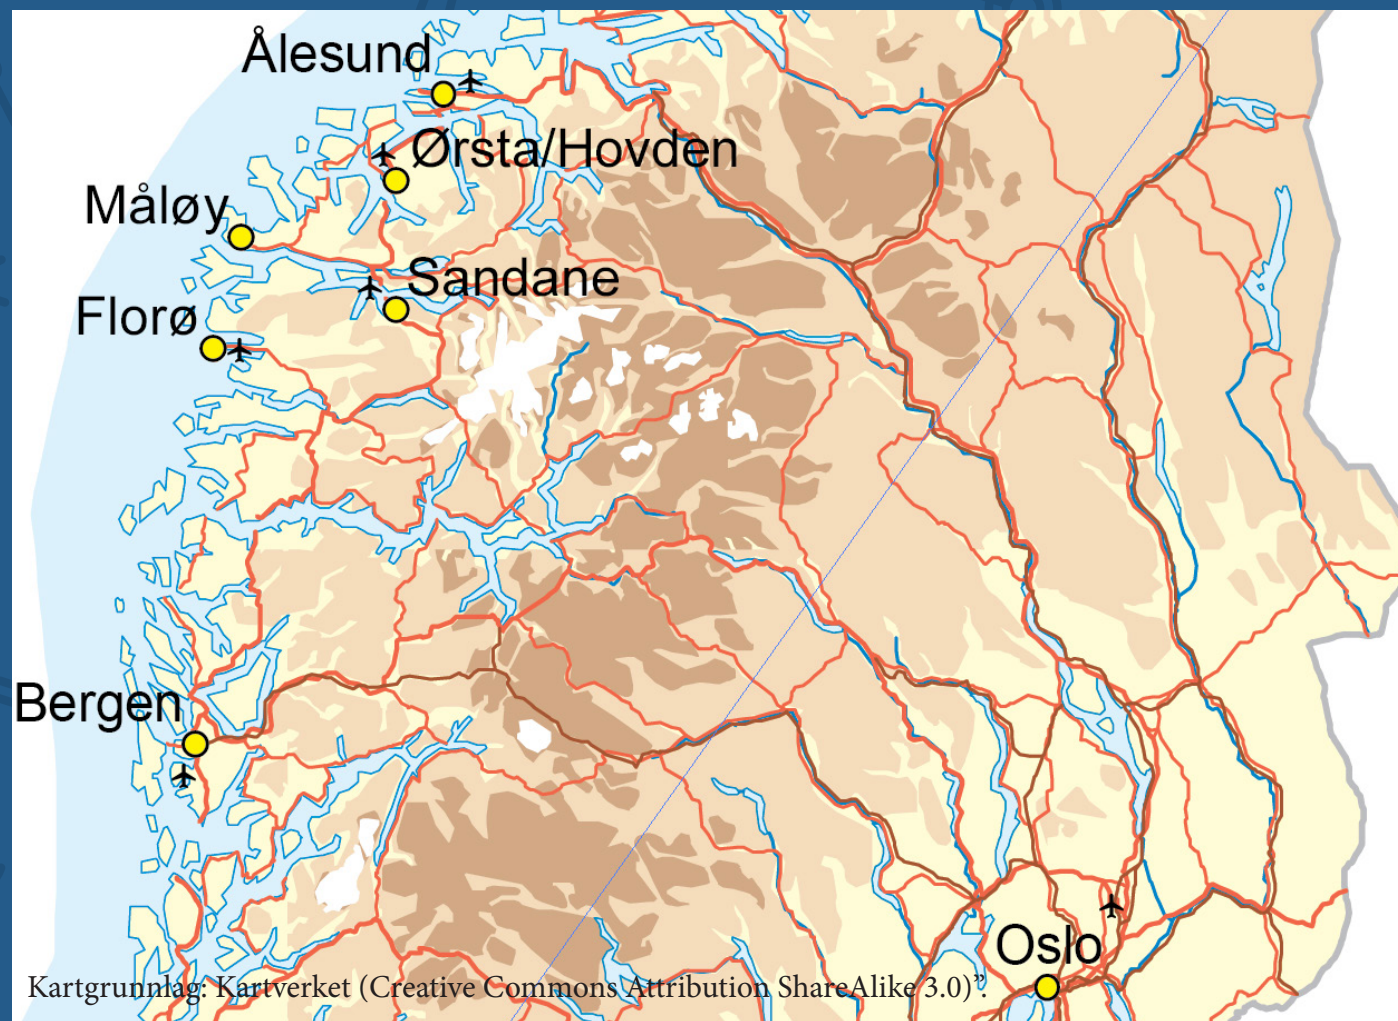 Ålesund
Ørsta/Hovden
Måløy
Sandane
Florø
Bergen
Oslo
Kartgrunnlag: Kartverket (Creative Commons Attribution ShareAlike 3.0)”.